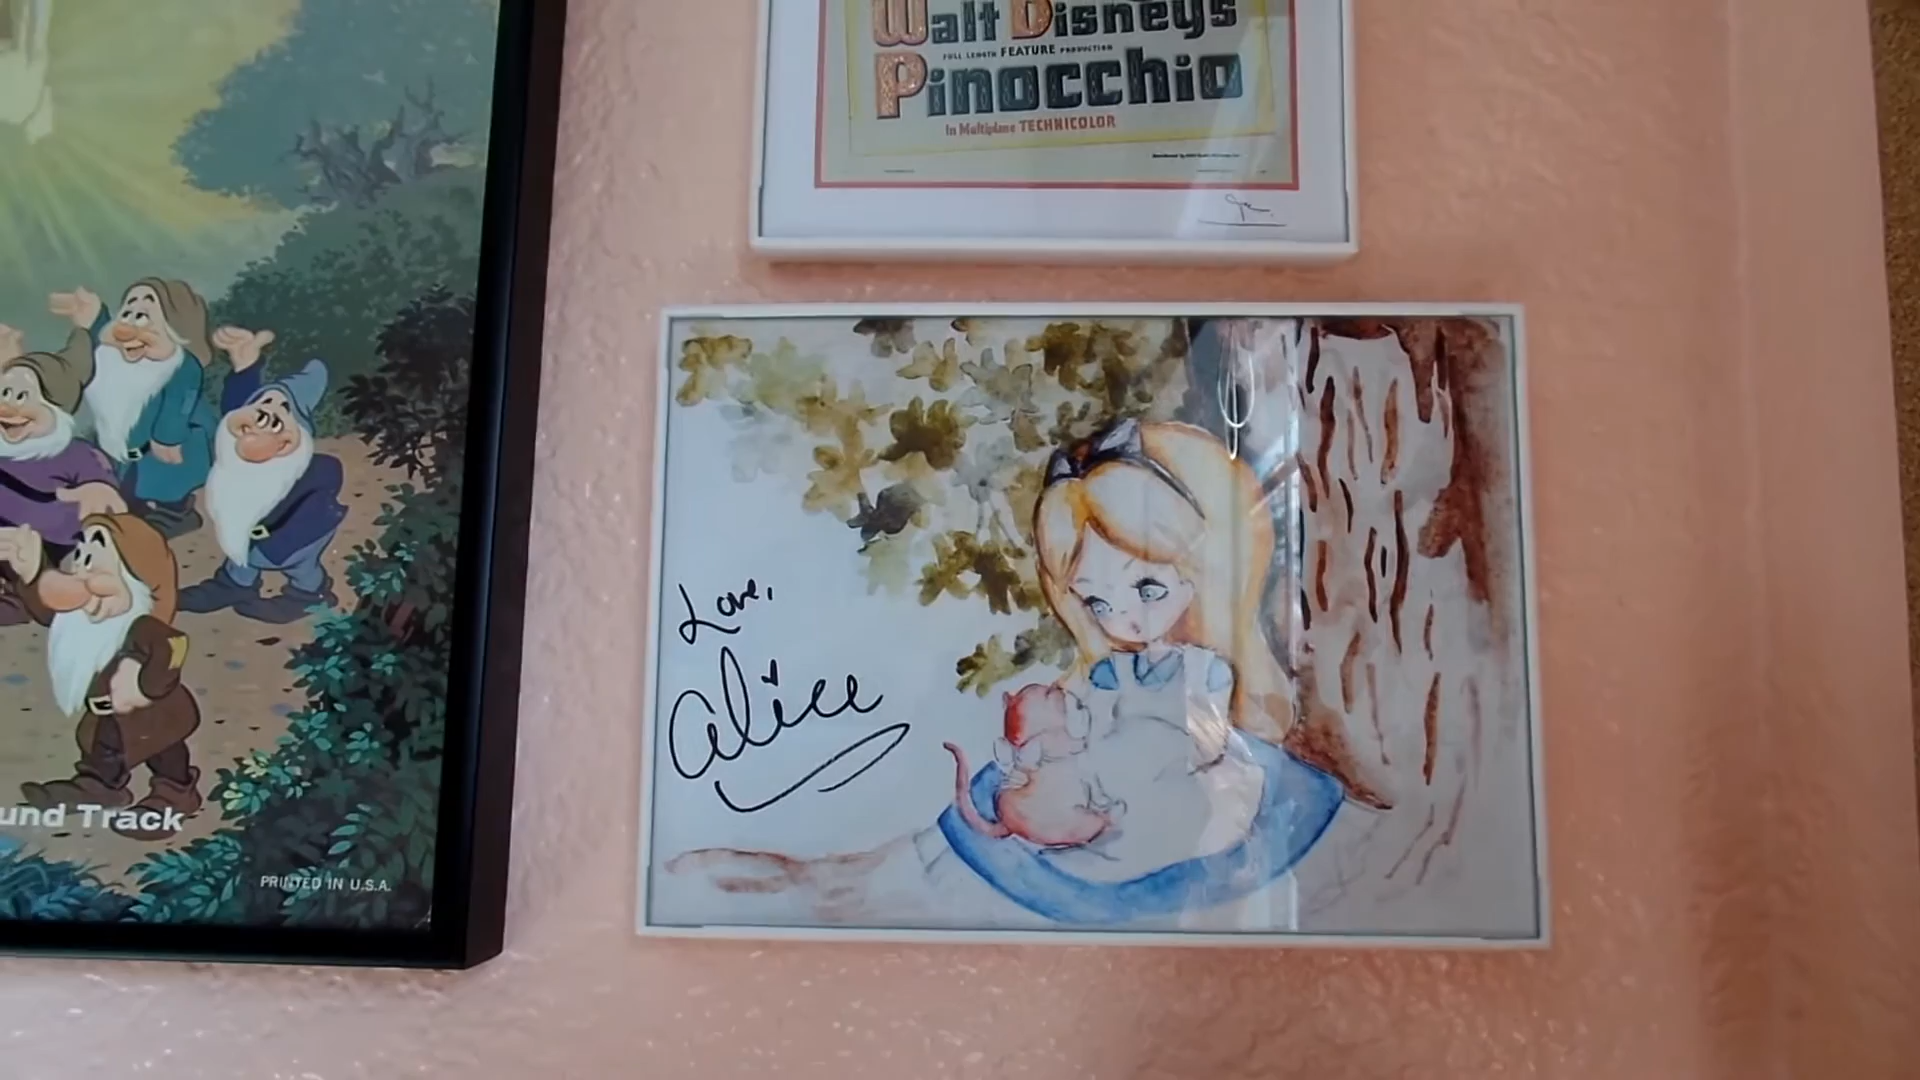 Walt Disney's
FULL LENGTH FEATURE PRODUCTION
Pinocchio
In Multiplane TECHNICOLOR
Love,
alice
und Track
PRINTED IN U.S.A.